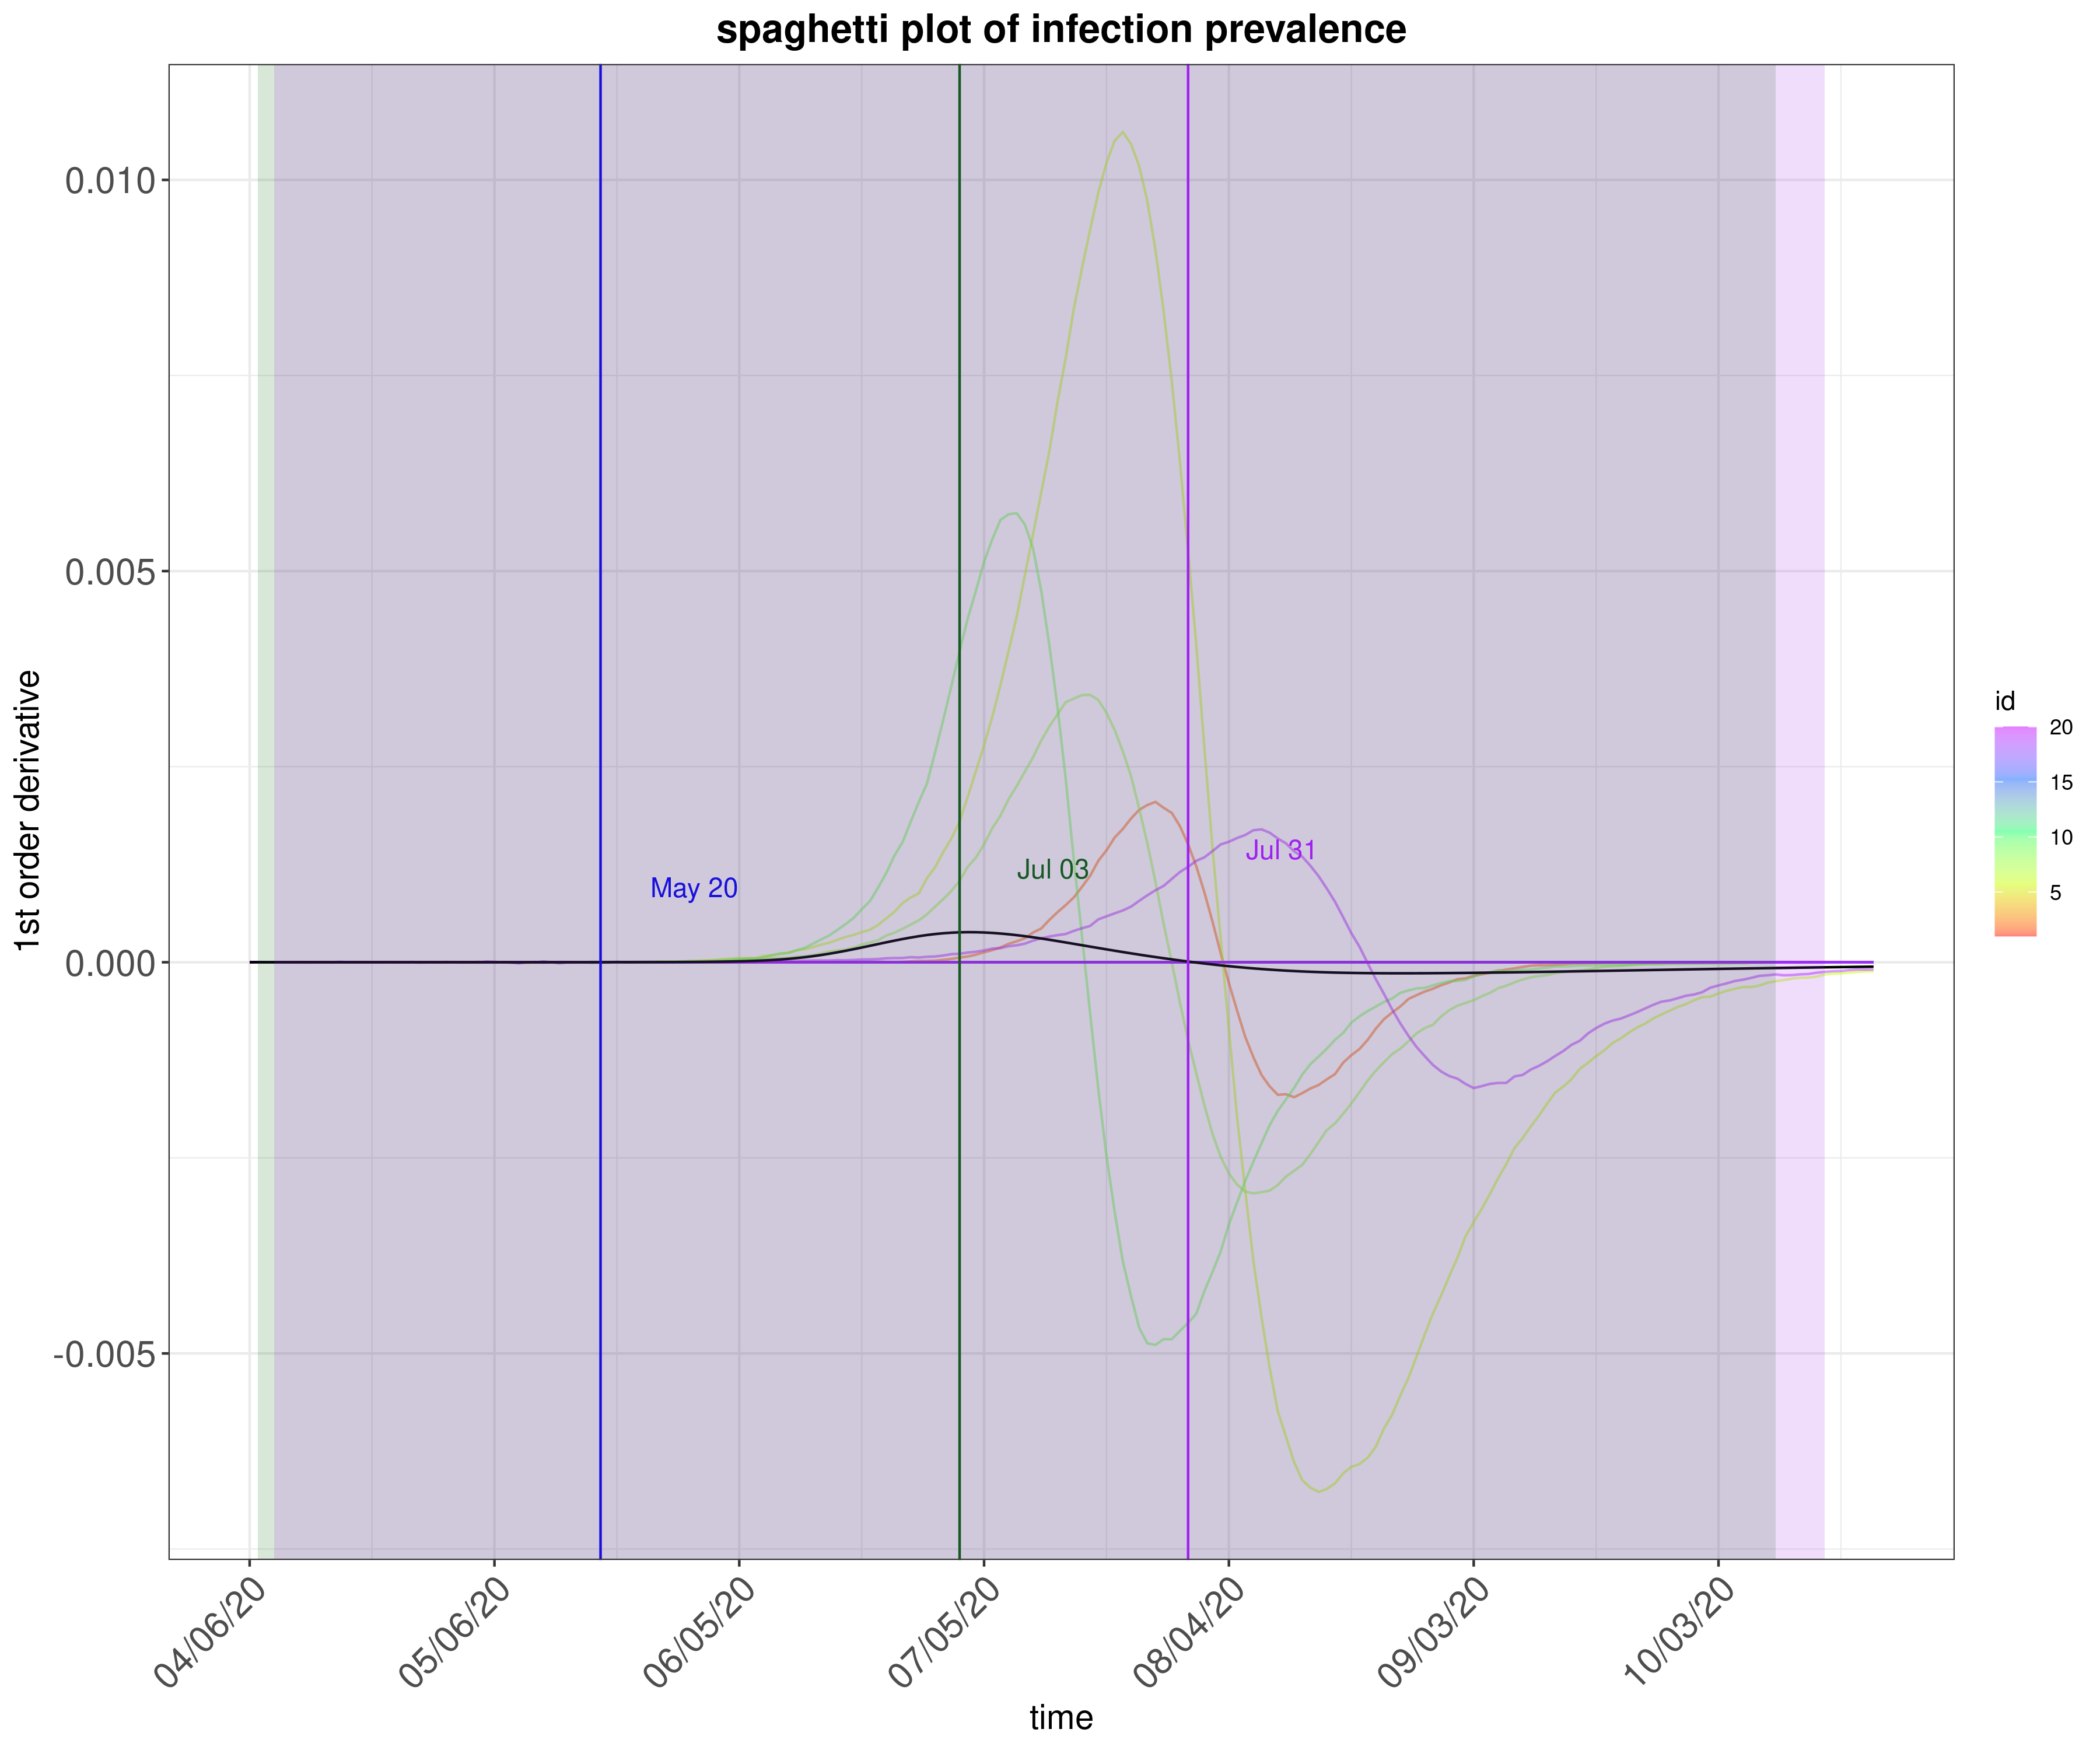 spaghetti plot of infection prevalence
0.010
0.005
0.000
-0.005
1st order derivative
May 20
Jul 03
Jul 31
04/06/20
05/06/20
06/05/20
07/05/20
08/04/20
09/03/20
10/03/20
time
id
20
15
10
5